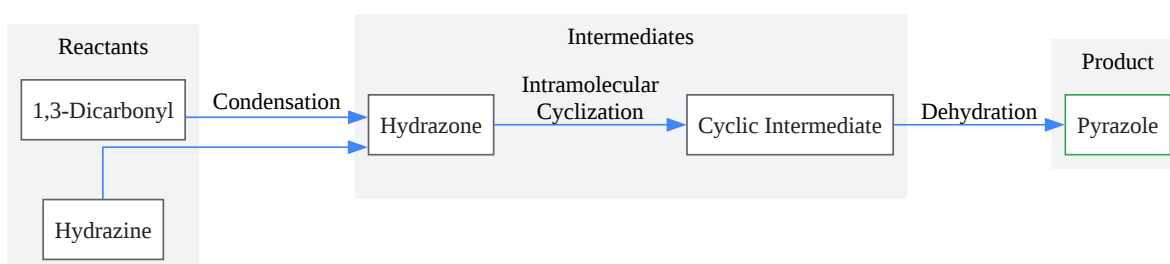 Reactants
1,3-Dicarbonyl
Hydrazine
Condensation
Intermediates
Hydrazone
Intramolecular
Cyclization
Cyclic Intermediate
Dehydration
Product
Pyrazole